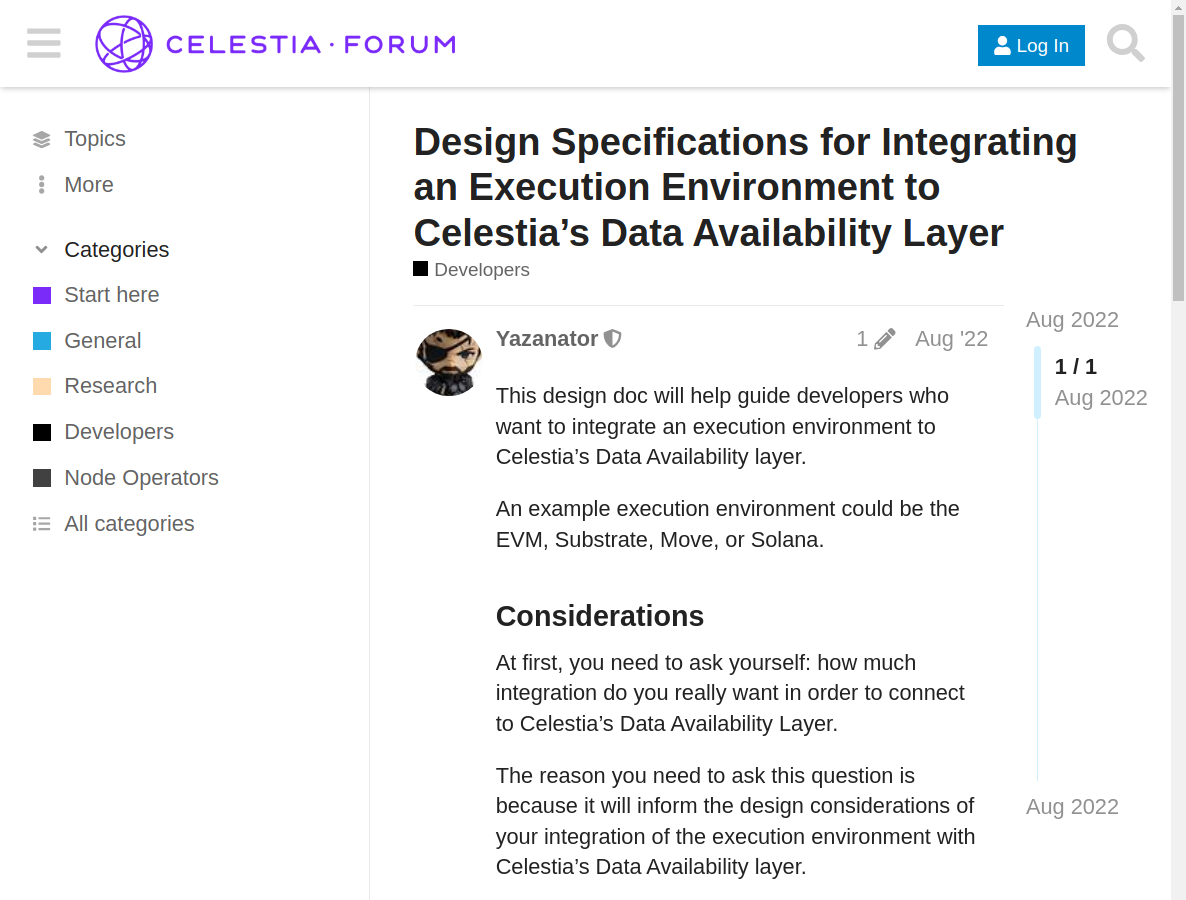 CELESTIA · FORUM
Log In
Topics
More
Categories
Start here
General
Research
Developers
Node Operators
All categories
Design Specifications for Integrating
an Execution Environment to
Celestia’s Data Availability Layer
Developers
Yazanator
1
Aug '22
This design doc will help guide developers who
want to integrate an execution environment to
Celestia’s Data Availability layer.
An example execution environment could be the
EVM, Substrate, Move, or Solana.
Considerations
At first, you need to ask yourself: how much
integration do you really want in order to connect
to Celestia’s Data Availability Layer.
The reason you need to ask this question is
because it will inform the design considerations of
your integration of the execution environment with
Celestia’s Data Availability layer.
Aug 2022
1 / 1
Aug 2022
Aug 2022